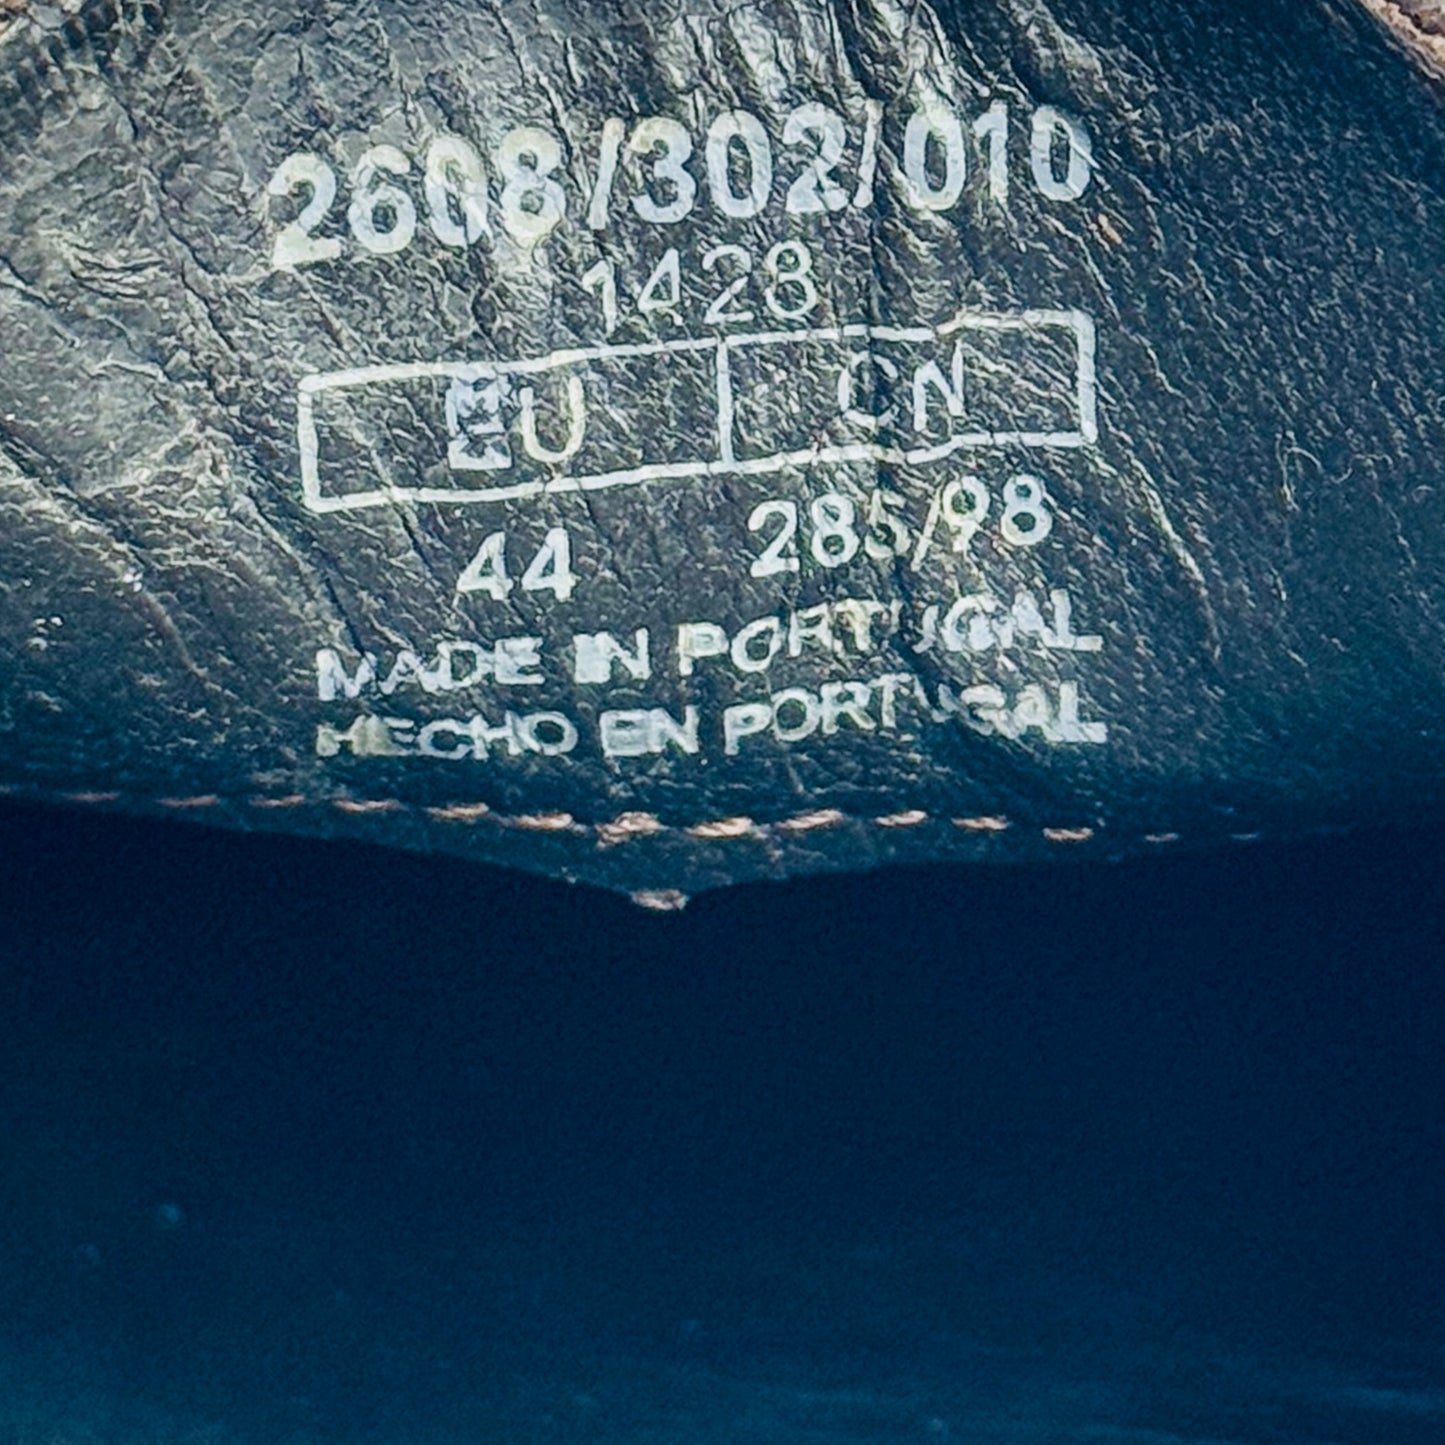 2608/302/010
1428
EU CN
44 285/98
MADE IN PORTUGAL
HECHO EN PORTUGAL